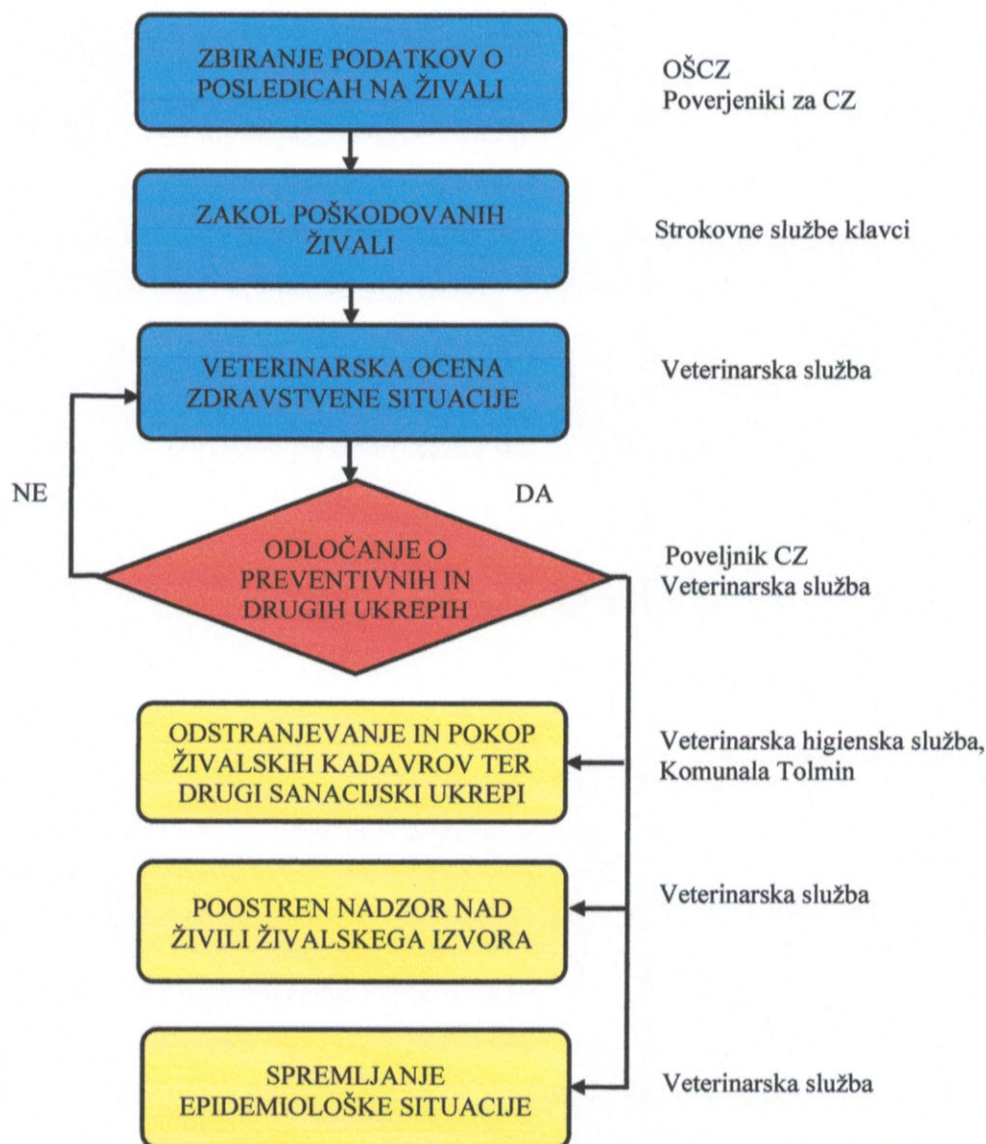 ZBIRANJE PODATKOV O
POSLEDICAH NA ŽIVALI
OŠCZ
Poverjeniki za CZ
ZAKOL POŠKODOVANIH
ŽIVALI
Strokovne službe klavci
VETERINARSKA OCENA
ZDRAVSTVENE SITUACIJE
Veterinarska služba
NE
DA
ODLOČANJE O
PREVENTIVNIH IN
DRUGIH UKREPIH
Poveljnik CZ
Veterinarska služba
ODSTRANJEVANJE IN POKOP
ŽIVALSKIH KADAVROV TER
DRUGI SANACIJSKI UKREPI
Veterinarska higienska služba,
Komunala Tolmin
POOSTREN NADZOR NAD
ŽIVILI ŽIVALSKEGA IZVORA
Veterinarska služba
SPREMLJANJE
EPIDEMIOLOŠKE SITUACIJE
Veterinarska služba